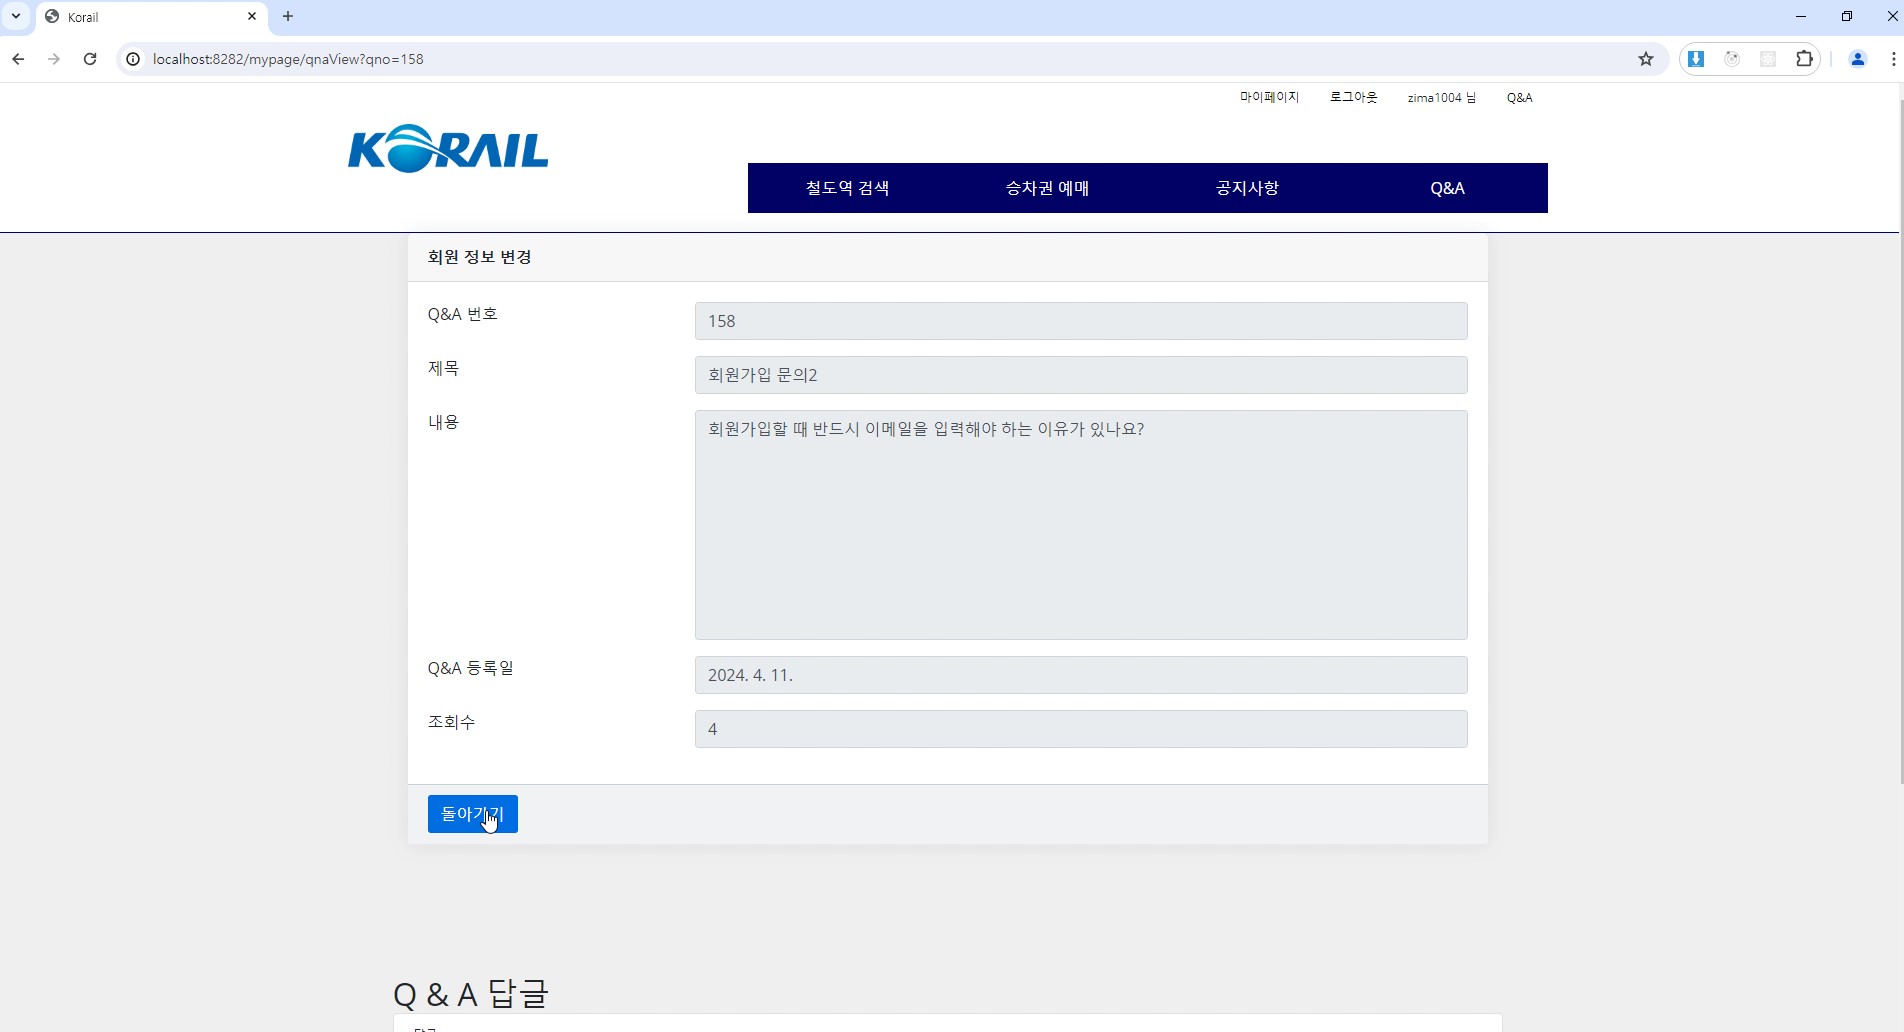 Korail
localhost:8282/mypage/qnaView?qno=158
마이페이지 로그아웃 zima1004 님 Q&A
KORAIL
철도역 검색 승차권 예매 공지사항 Q&A
회원 정보 변경
Q&A 번호 158
제목 회원가입 문의2
내용 회원가입할 때 반드시 이메일을 입력해야 하는 이유가 있나요?
Q&A 등록일 2024. 4. 11.
조회수 4
돌아가기
Q & A 답글